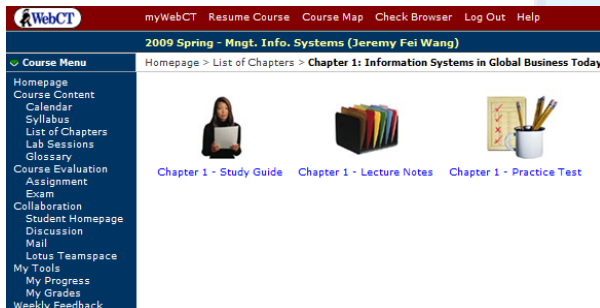 WebCT
myWebCT Resume Course Course Map Check Browser Log Out Help
2009 Spring - Mngt. Info. Systems (Jeremy Fei Wang)
Course Menu
Homepage > List of Chapters > Chapter 1: Information Systems in Global Business Today
Homepage
Course Content
Calendar
Syllabus
List of Chapters
Lab Sessions
Glossary
Course Evaluation
Assignment
Exam
Collaboration
Student Homepage
Discussion
Mail
Lotus Teamspace
My Tools
My Progress
My Grades
Weekly Feedback
Chapter 1 - Study Guide
Chapter 1 - Lecture Notes
Chapter 1 - Practice Test